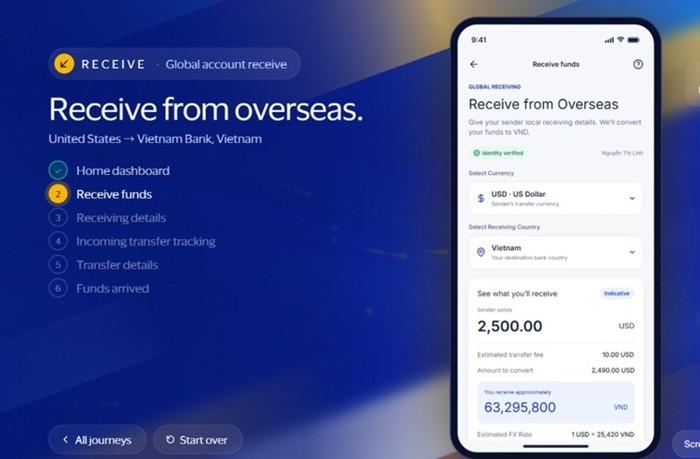 RECEIVE · Global account receive
Receive from overseas.
United States → Vietnam Bank, Vietnam
Home dashboard
2 Receive funds
3 Receiving details
4 Incoming transfer tracking
5 Transfer details
6 Funds arrived
All journeys
Start over
9:41
Receive funds
GLOBAL RECEIVING
Receive from Overseas
Give your sender local receiving details. We'll convert
your funds to VND.
Identity verified
Nguyễn Thị Linh
Select Currency
$ USD · US Dollar
Sender's transfer currency
Select Receiving Country
Vietnam
Your destination bank country
See what you'll receive
Indicative
Sender sends
2,500.00 USD
Estimated transfer fee 10.00 USD
Amount to convert 2,490.00 USD
You receive approximately
63,295,800 VND
Estimated FX Rate 1 USD = 25,420 VND